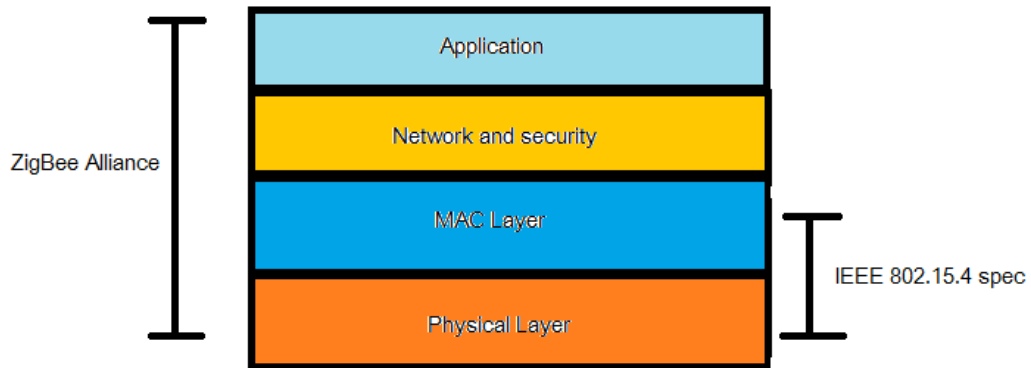 Application
Network and security
ZigBee Alliance
MAC Layer
IEEE 802.15.4 spec
Physical Layer